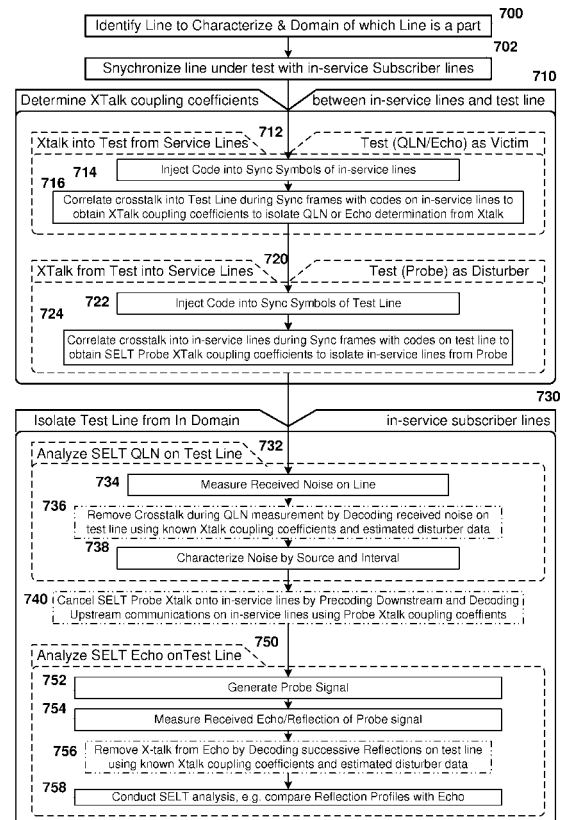 700
Identify Line to Characterize & Domain of which Line is a part
702
Snychronize line under test with in-service Subscriber lines
710
Determine XTalk coupling coefficients between in-service lines and test line
712
Xtalk into Test from Service Lines Test (QLN/Echo) as Victim
714 Inject Code into Sync Symbols of in-service lines
716
Correlate crosstalk into Test Line during Sync frames with codes on in-service lines to
obtain XTalk coupling coefficients to isolate QLN or Echo determination from Xtalk
720
XTalk from Test into Service Lines Test (Probe) as Disturber
722 Inject Code into Sync Symbols of Test Line
724
Correlate crosstalk into in-service lines during Sync frames with codes on test line to
obtain SELT Probe XTalk coupling coefficients to isolate in-service lines from Probe
730
Isolate Test Line from In Domain in-service subscriber lines
732
Analyze SELT QLN on Test Line
734 Measure Received Noise on Line
736
Remove Crosstalk during QLN measurement by Decoding received noise on
test line using known Xtalk coupling coefficients and estimated disturber data
738
Characterize Noise by Source and Interval
740 Cancel SELT Probe Xtalk onto in-service lines by Precoding Downstream and Decoding
Upstream communications on in-service lines using Probe Xtalk coupling coeffients
750
Analyze SELT Echo onTest Line
752
Generate Probe Signal
754
Measure Received Echo/Reflection of Probe signal
756 Remove X-talk from Echo by Decoding successive Reflections on test line
using known Xtalk coupling coefficients and estimated disturber data
758
Conduct SELT analysis, e.g. compare Reflection Profiles with Echo